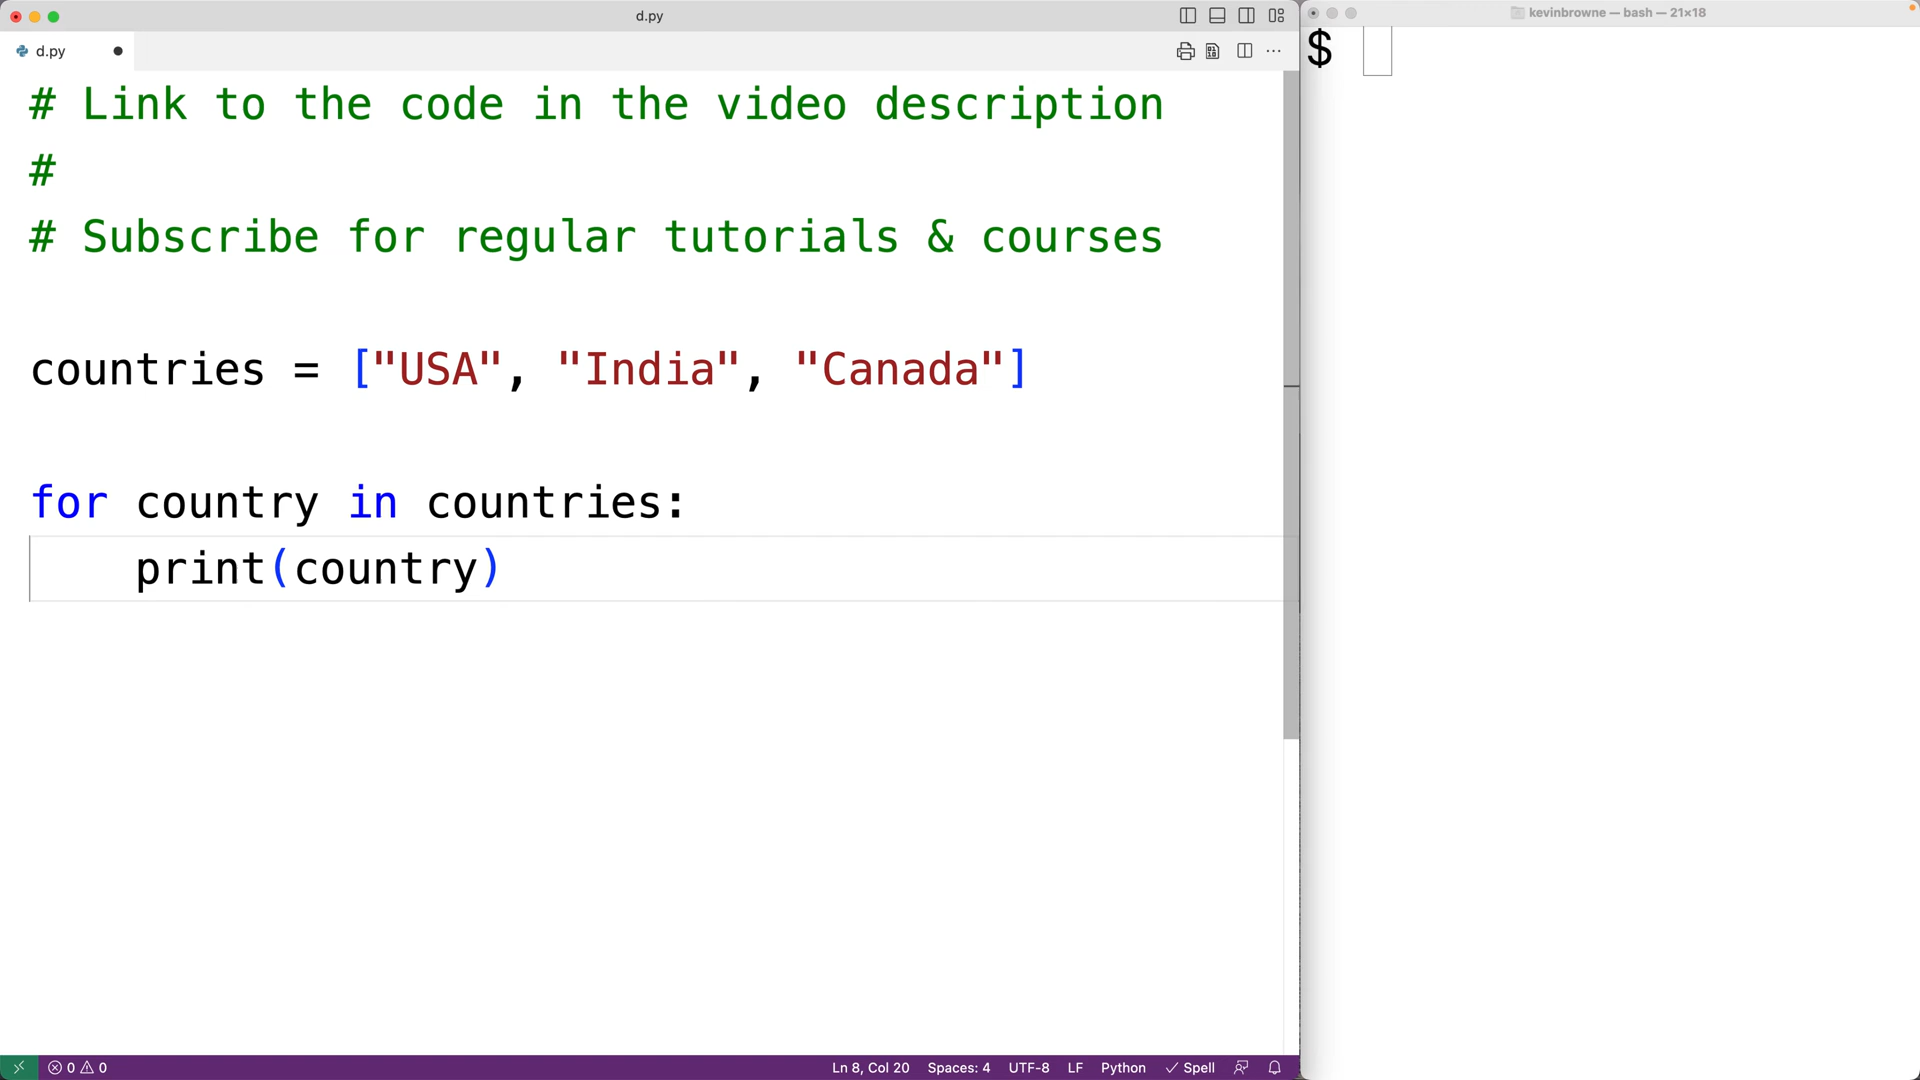 d.py
kevinbrowne — bash — 21×18
d.py
$
# Link to the code in the video description
#
# Subscribe for regular tutorials & courses
countries = ["USA", "India", "Canada"]
for country in countries:
    print(country)
0 0
Ln 8, Col 20 Spaces: 4 UTF-8 LF Python Spell